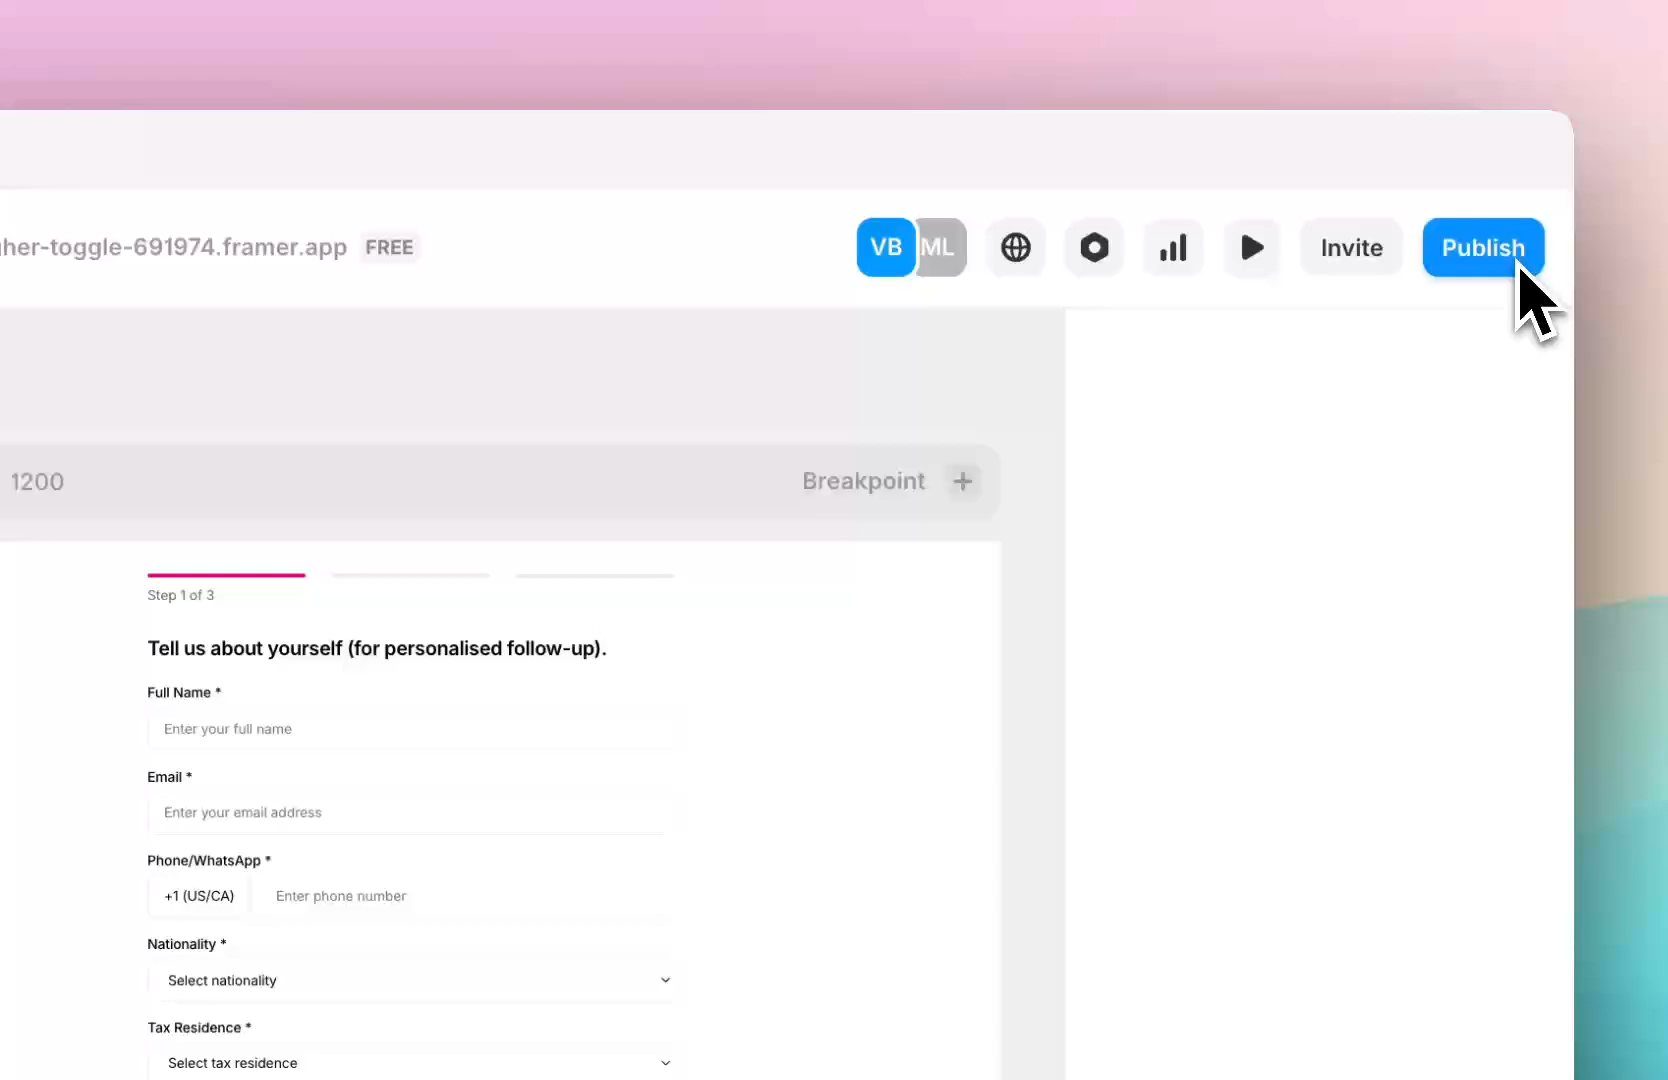 her-toggle-691974.framer.app FREE VB ML Invite Publish
1200 Breakpoint +
Step 1 of 3
Tell us about yourself (for personalised follow-up).
Full Name *
Enter your full name
Email *
Enter your email address
Phone/WhatsApp *
+1 (US/CA) Enter phone number
Nationality *
Select nationality
Tax Residence *
Select tax residence